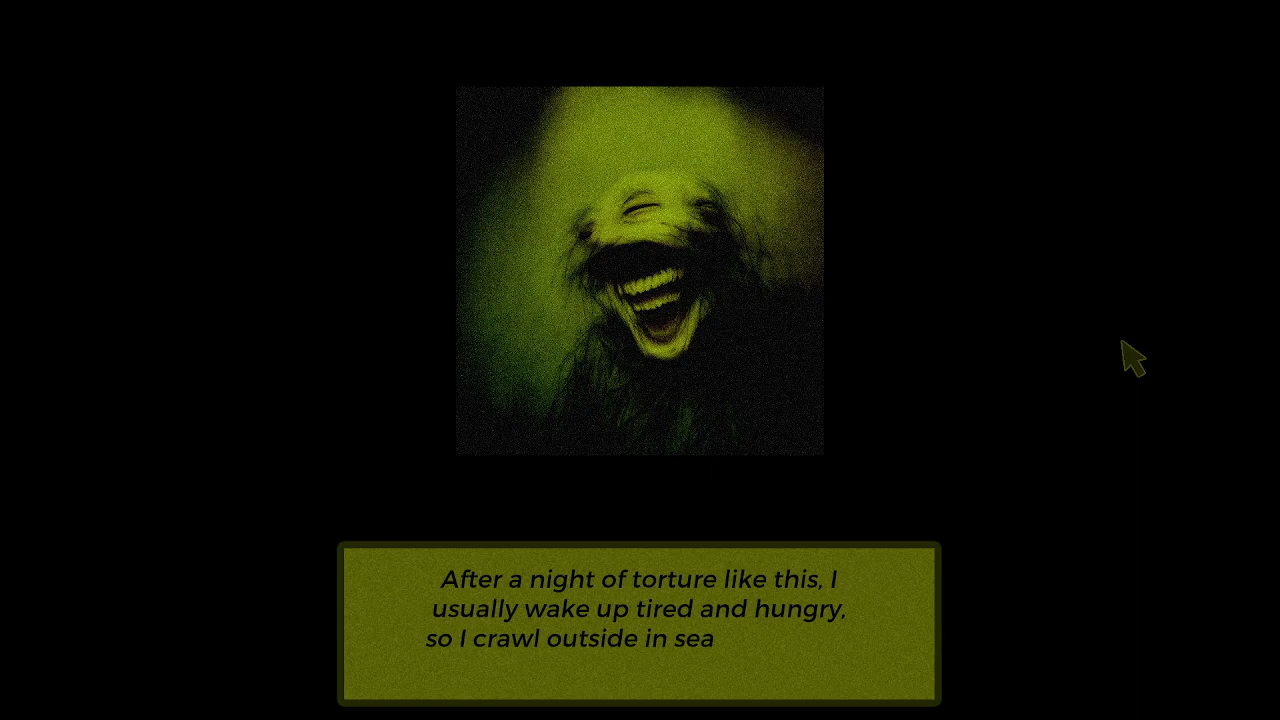 After a night of torture like this, I
usually wake up tired and hungry,
so I crawl outside in sea